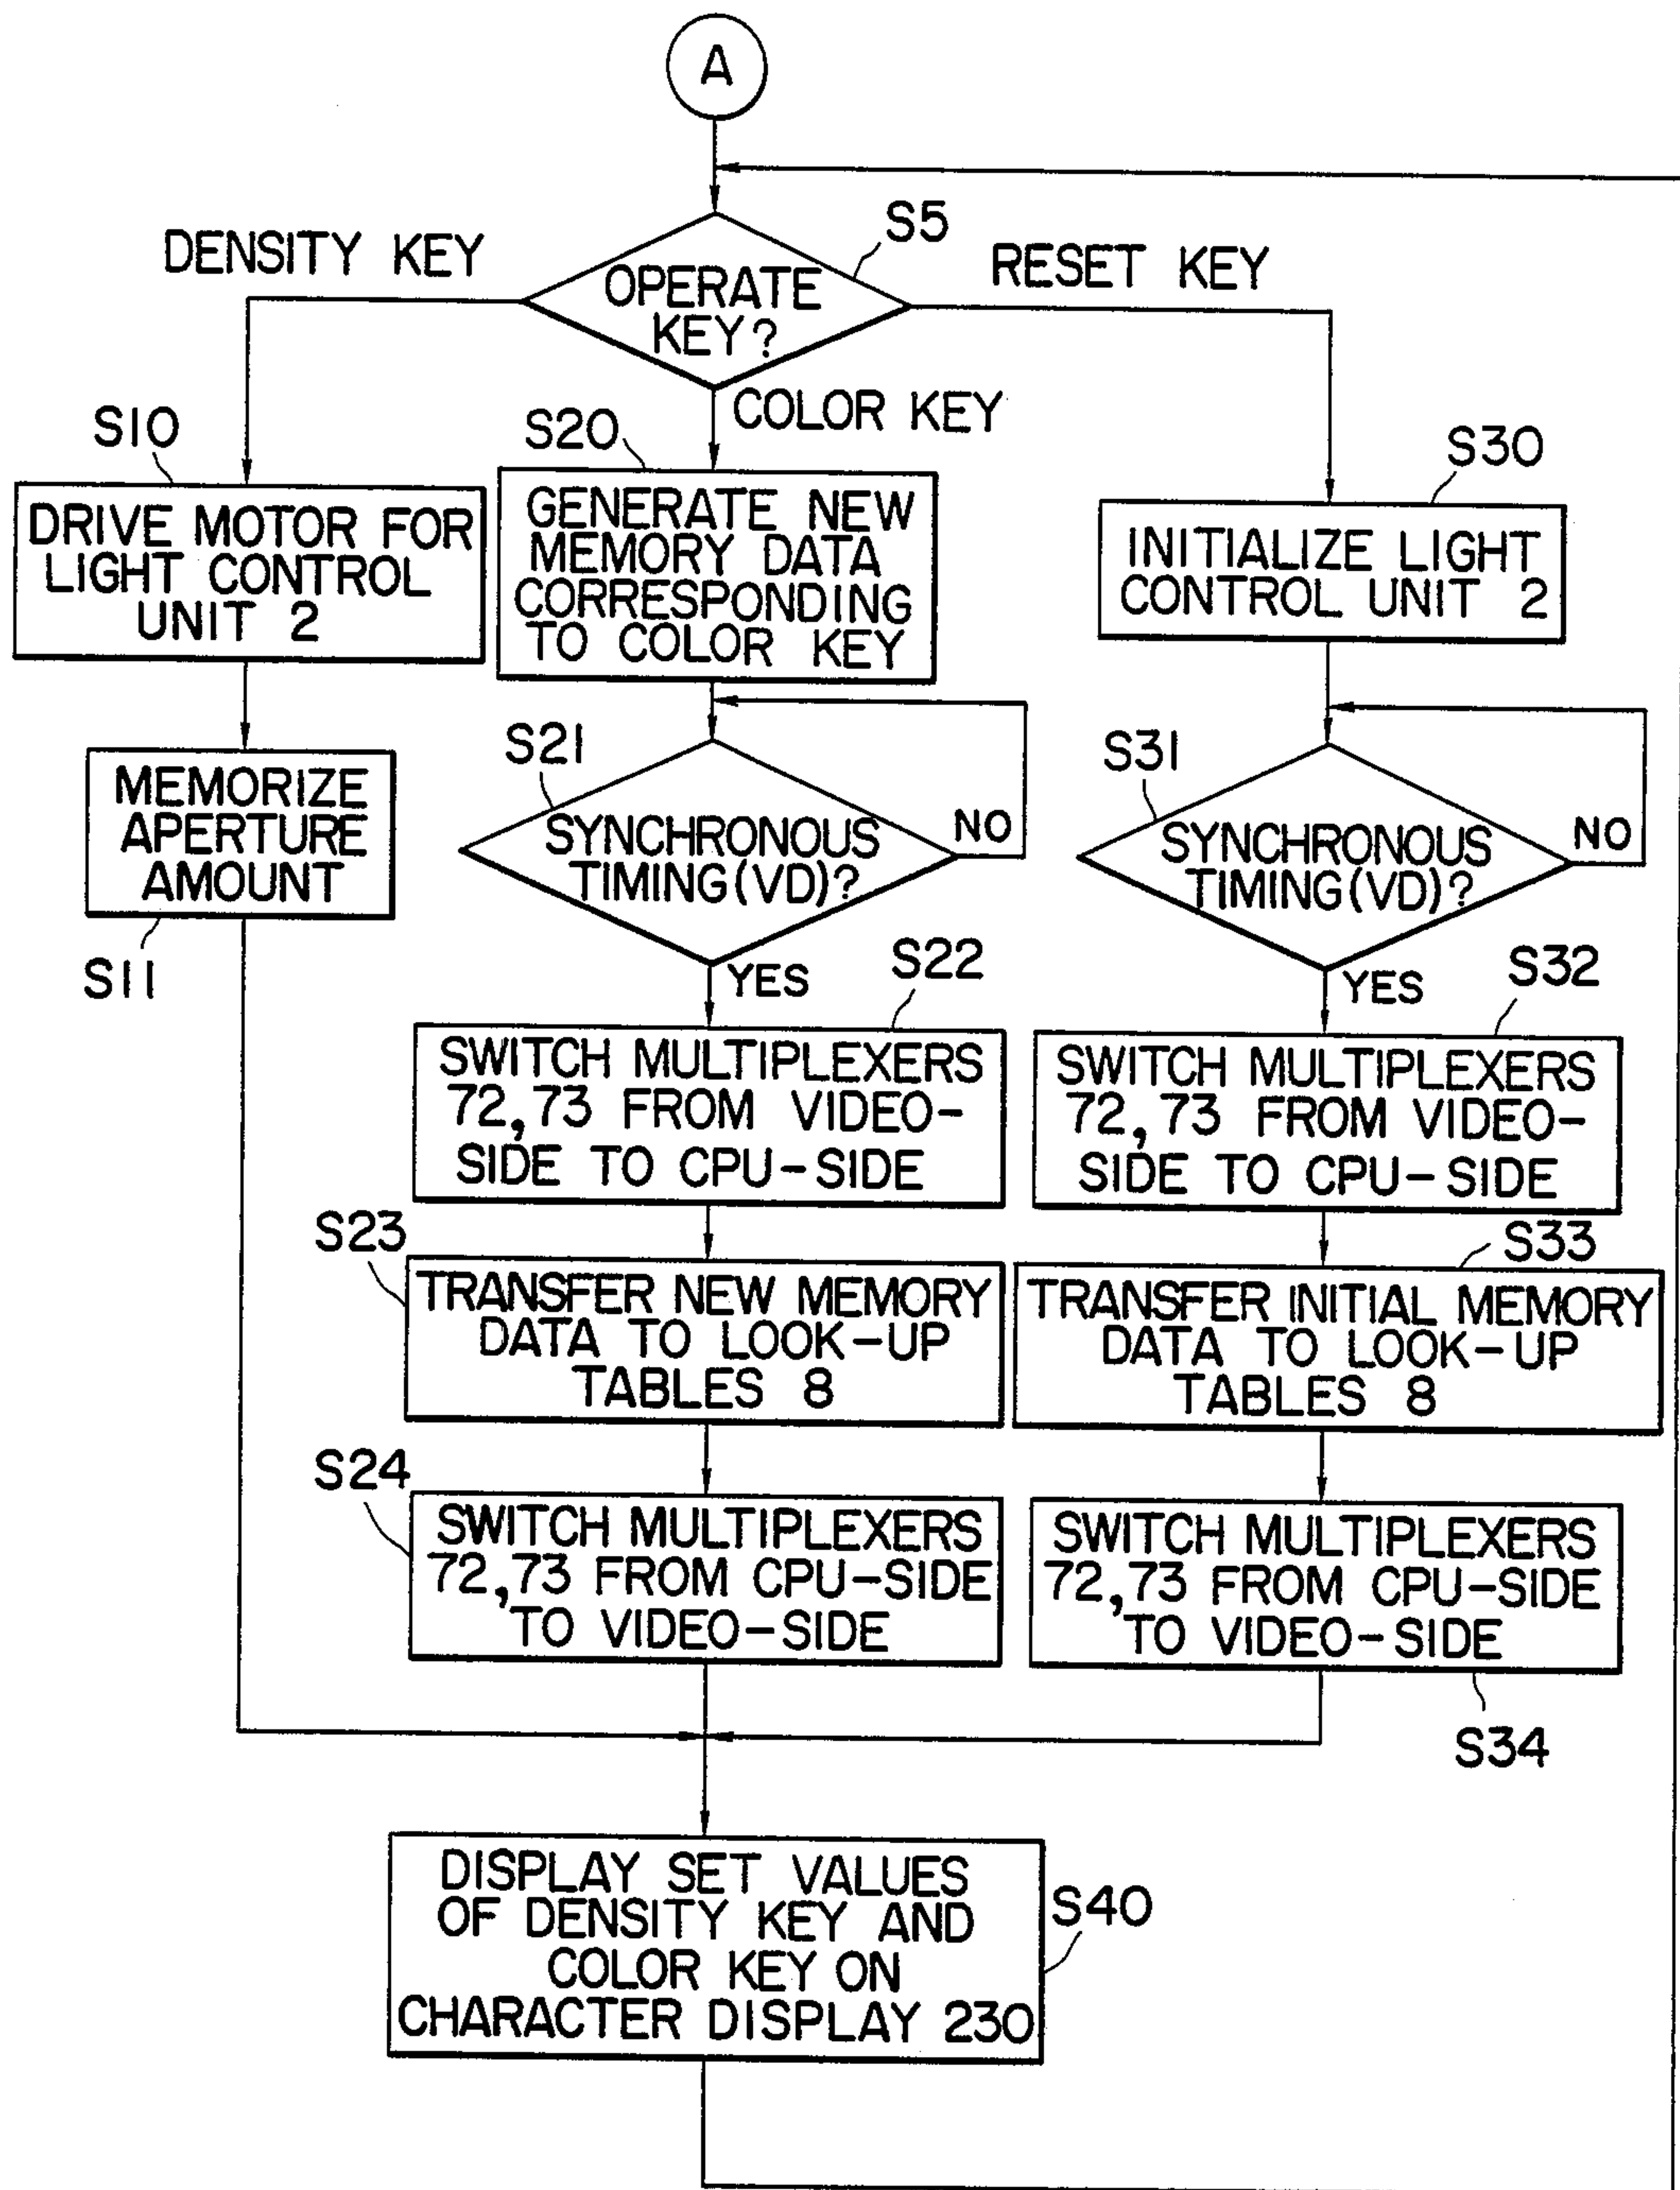 A
S5
DENSITY KEY
RESET KEY
OPERATE
KEY?
COLOR KEY
S10
S20
S30
DRIVE MOTOR FOR
LIGHT CONTROL
UNIT 2
GENERATE NEW
MEMORY DATA
CORRESPONDING
TO COLOR KEY
INITIALIZE LIGHT
CONTROL UNIT 2
S21
S31
MEMORIZE
APERTURE
AMOUNT
S11
SYNCHRONOUS
TIMING(VD)?
NO
SYNCHRONOUS
TIMING(VD)?
NO
YES
S22
YES
S32
SWITCH MULTIPLEXERS
72,73 FROM VIDEO-
SIDE TO CPU-SIDE
SWITCH MULTIPLEXERS
72,73 FROM VIDEO-
SIDE TO CPU-SIDE
S23
S33
TRANSFER NEW MEMORY
DATA TO LOOK-UP
TABLES 8
TRANSFER INITIAL MEMORY
DATA TO LOOK-UP
TABLES 8
S24
SWITCH MULTIPLEXERS
72,73 FROM CPU-SIDE
TO VIDEO-SIDE
SWITCH MULTIPLEXERS
72,73 FROM CPU-SIDE
TO VIDEO-SIDE
S34
DISPLAY SET VALUES
OF DENSITY KEY AND
COLOR KEY ON
CHARACTER DISPLAY 230
S40